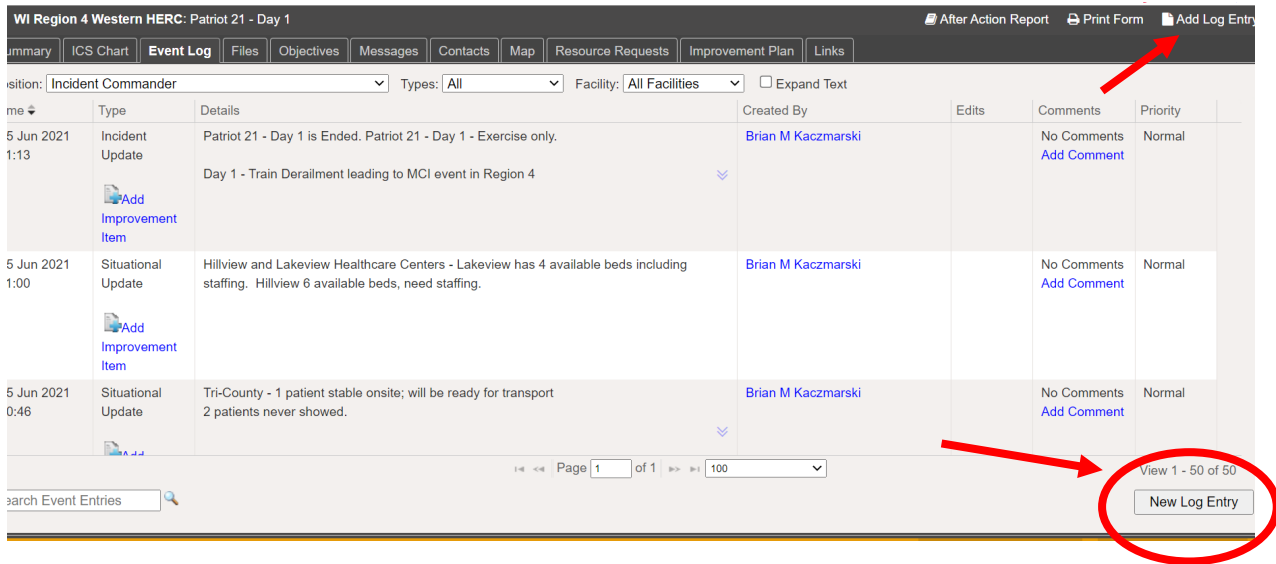 WI Region 4 Western HERC: Patriot 21 - Day 1 After Action Report Print Form Add Log Entry
ummary ICS Chart Event Log Files Objectives Messages Contacts Map Resource Requests Improvement Plan Links
osition: Incident Commander Types: All Facility: All Facilities Expand Text
me Type Details Created By Edits Comments Priority
5 Jun 2021 Incident Patriot 21 - Day 1 is Ended. Patriot 21 - Day 1 - Exercise only. Brian M Kaczmarski No Comments Normal
1:13 Update Add Comment
Day 1 - Train Derailment leading to MCI event in Region 4
Add
Improvement
Item
5 Jun 2021 Situational Hillview and Lakeview Healthcare Centers - Lakeview has 4 available beds including Brian M Kaczmarski No Comments Normal
1:00 Update staffing. Hillview 6 available beds, need staffing. Add Comment
Add
Improvement
Item
5 Jun 2021 Situational Tri-County - 1 patient stable onsite; will be ready for transport Brian M Kaczmarski No Comments Normal
0:46 Update 2 patients never showed. Add Comment
Add
Page 1 of 1 100 View 1 - 50 of 50
earch Event Entries New Log Entry